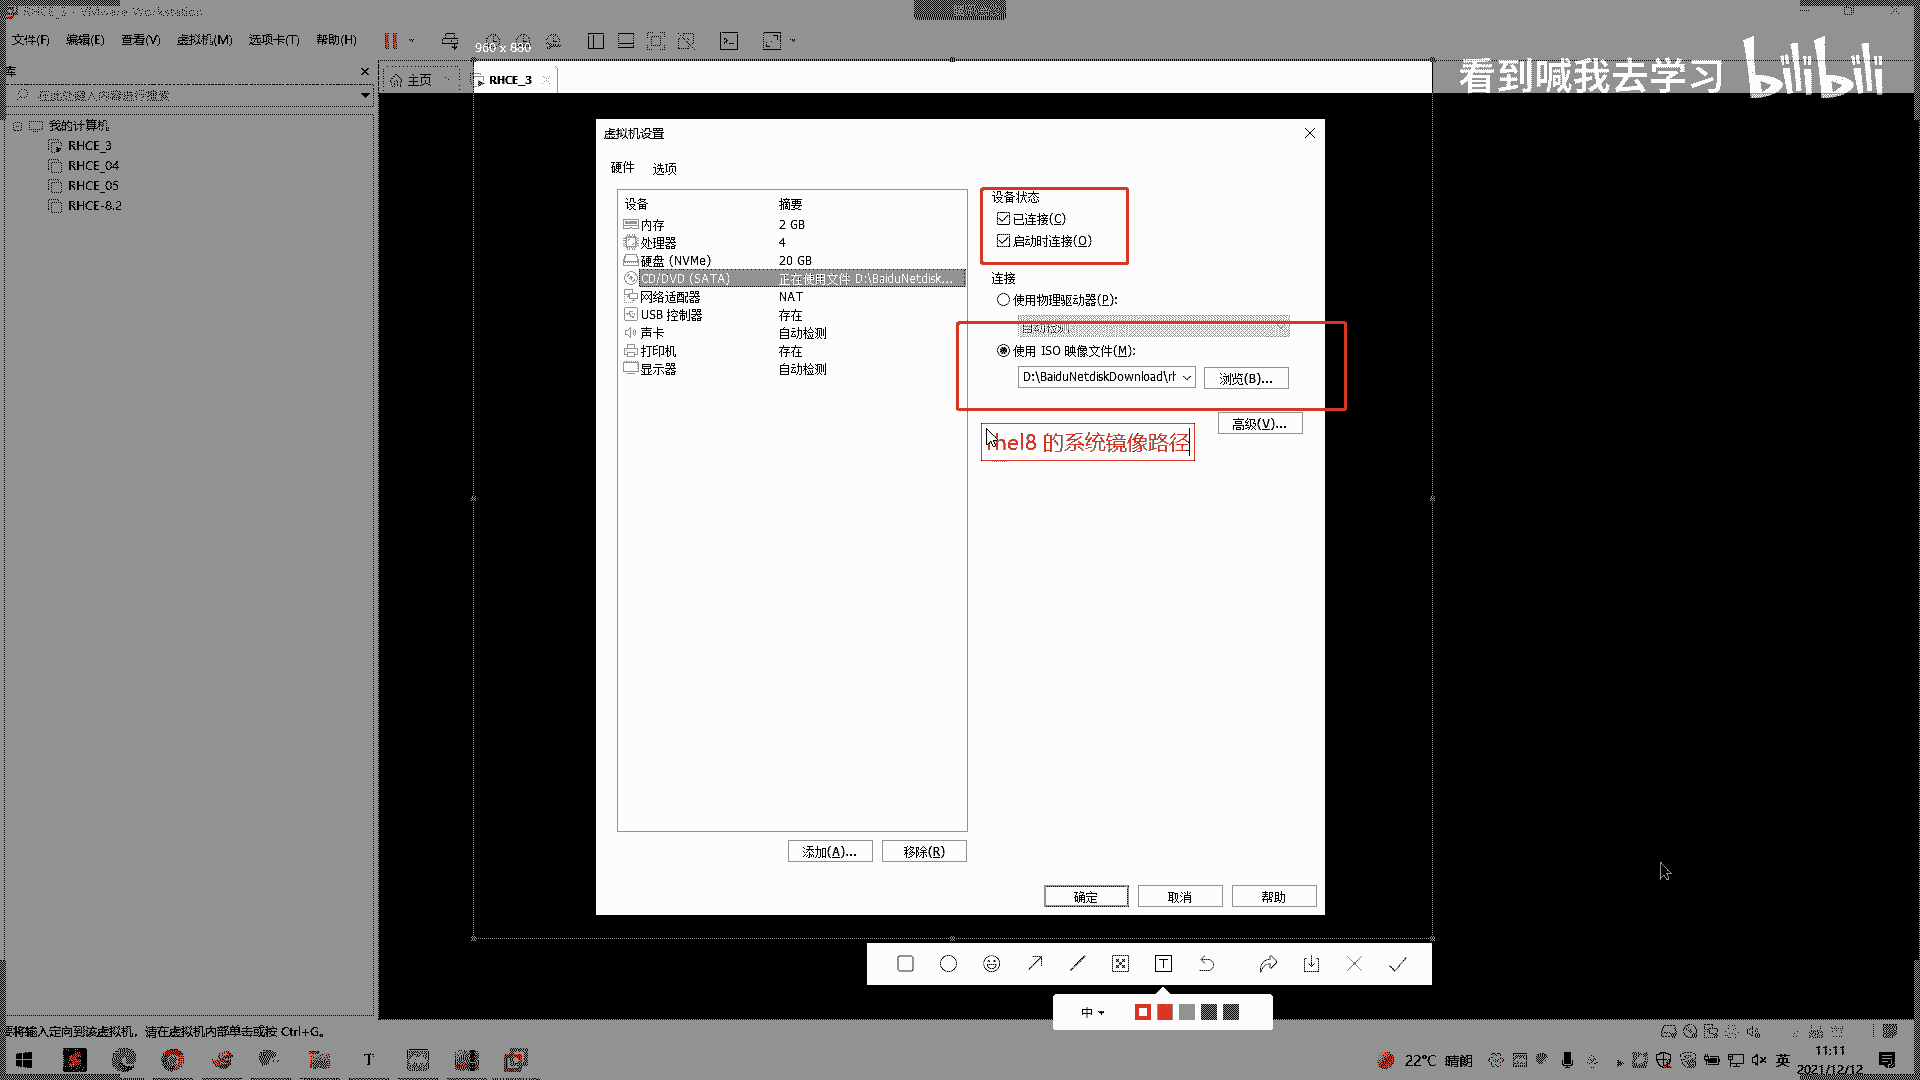 RHCE_3 - VMware Workstation
文件(F) 编辑(E) 查看(V) 虚拟机(M) 选项卡(T) 帮助(H)
960 x 880
库
主页
RHCE_3
看到喊我去学习
bilibili
在此处键入内容进行搜索
我的计算机
RHCE_3
RHCE_04
RHCE_05
RHCE-8.2
虚拟机设置
硬件 选项
设备 摘要
内存 2 GB
处理器 4
硬盘 (NVMe) 20 GB
CD/DVD (SATA) 正在使用文件 D:\BaiduNetdisk...
网络适配器 NAT
USB 控制器 存在
声卡 自动检测
打印机 存在
显示器 自动检测
添加(A)... 移除(R)
设备状态
已连接(C)
启动时连接(O)
连接
使用物理驱动器(P):
自动检测
使用 ISO 映像文件(M):
D:\BaiduNetdiskDownload\rh
浏览(B)...
高级(V)...
rhel8 的系统镜像路径
确定 取消 帮助
中
要将输入定向到该虚拟机，请在虚拟机内部单击或按 Ctrl+G。
22°C 晴朗
英
11:11
2021/12/12